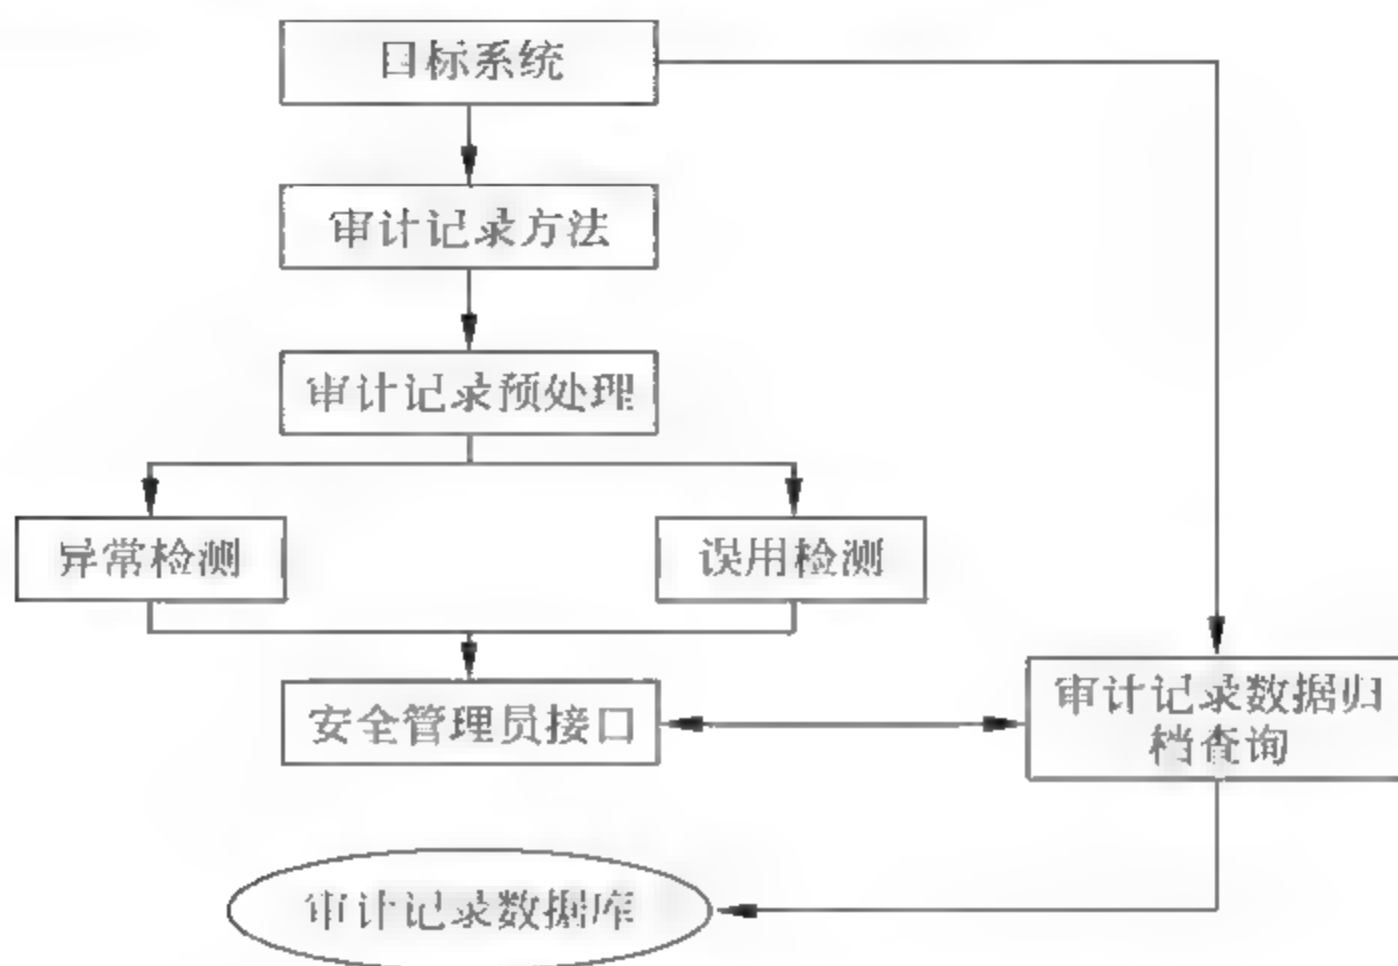 目标系统
审计记录方法
审计记录预处理
异常检测
误用检测
安全管理员接口
审计记录数据归
档查询
审计记录数据库